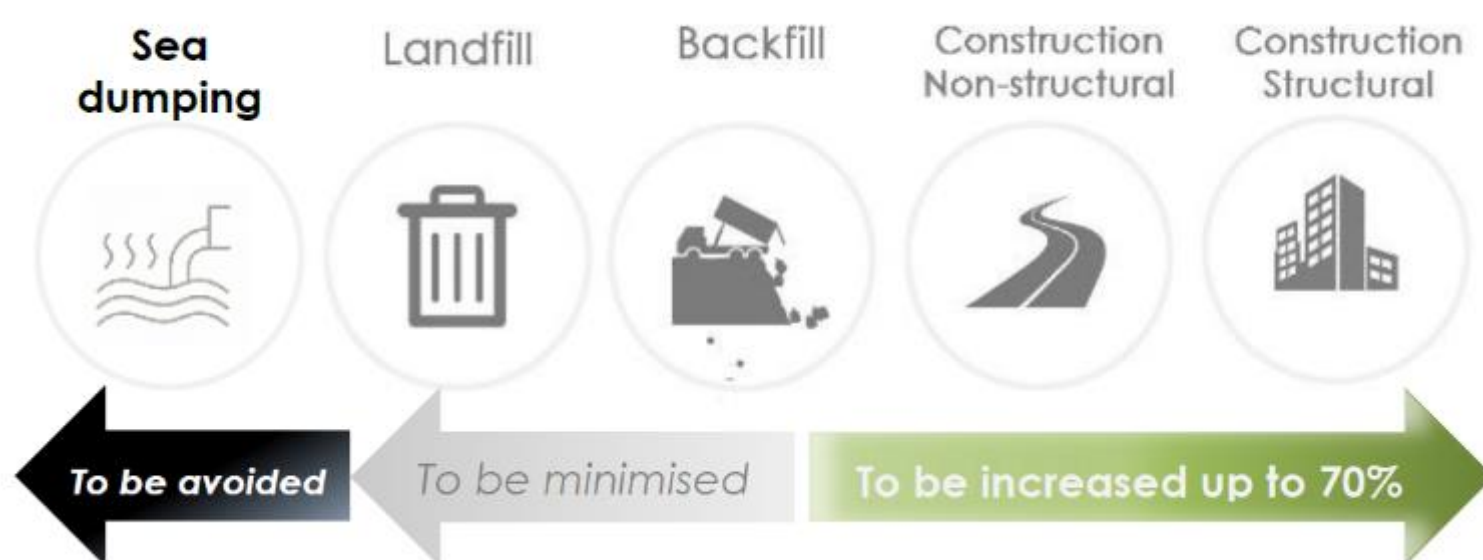 Sea
dumping
Landfill
Backfill
Construction
Non-structural
Construction
Structural
To be avoided
To be minimised
To be increased up to 70%